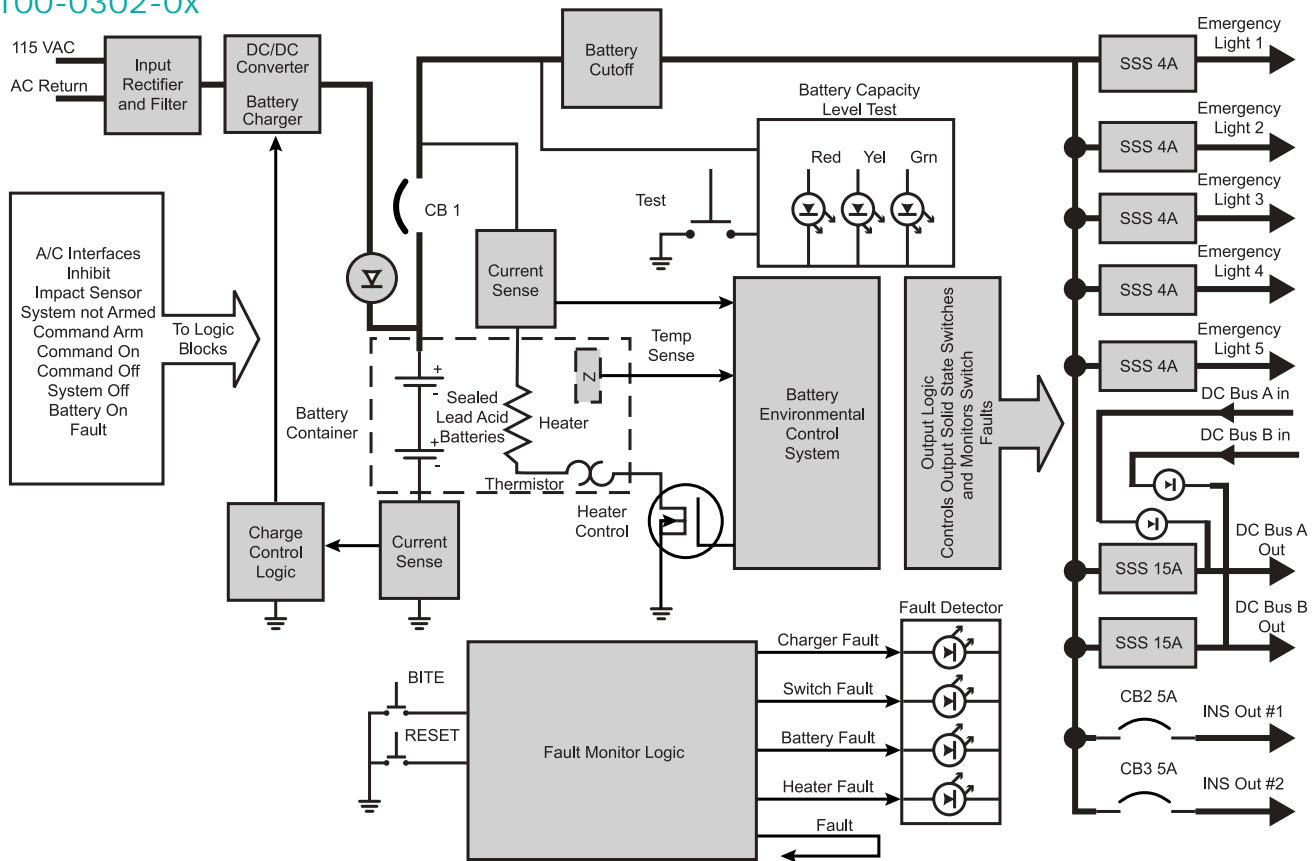 100-0302-0x
115 VAC
AC Return
Input
Rectifier
and Filter
DC/DC
Converter
Battery
Charger
Battery
Cutoff
Battery Capacity
Level Test
Red
Yel
Grn
Test
CB 1
Current
Sense
A/C Interfaces
Inhibit
Impact Sensor
System not Armed
Command Arm
Command On
Command Off
System Off
Battery On
Fault
To Logic
Blocks
Battery
Container
+
-
+
-
Sealed
Lead Acid
Batteries
Heater
Z
Temp
Sense
Thermistor
Heater
Control
Battery
Environmental
Control
System
Output Logic
Controls Output Solid State Switches
and Monitors Switch
Faults
Charge
Control
Logic
Current
Sense
SSS 4A
Emergency
Light 1
SSS 4A
Emergency
Light 2
SSS 4A
Emergency
Light 3
SSS 4A
Emergency
Light 4
SSS 4A
Emergency
Light 5
DC Bus A in
DC Bus B in
SSS 15A
DC Bus A
Out
SSS 15A
DC Bus B
Out
CB2 5A
INS Out #1
CB3 5A
INS Out #2
BITE
RESET
Fault Monitor Logic
Fault Detector
Charger Fault
Switch Fault
Battery Fault
Heater Fault
Fault